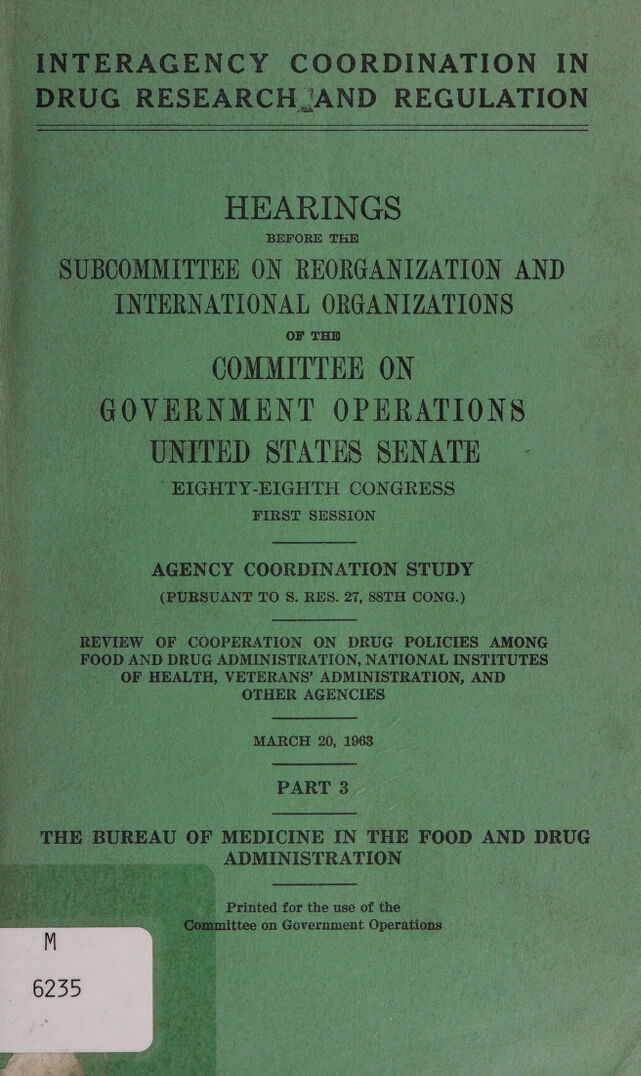 INTERAGENCY COORDINATION IN
DRUG RESEARCH AND REGULATION
HEARINGS
BEFORE THE
SUBCOMMITTEE ON REORGANIZATION AND
INTERNATIONAL ORGANIZATIONS
OF THE
COMMITTEE ON
GOVERNMENT OPERATIONS
UNITED STATES SENATE
EIGHTY-EIGHTH CONGRESS
FIRST SESSION
AGENCY COORDINATION STUDY
(PURSUANT TO S. RES. 27, 88TH CONG.)
REVIEW OF COOPERATION ON DRUG POLICIES AMONG
FOOD AND DRUG ADMINISTRATION, NATIONAL INSTITUTES
OF HEALTH, VETERANS' ADMINISTRATION, AND
OTHER AGENCIES
MARCH 20, 1963
PART 3
THE BUREAU OF MEDICINE IN THE FOOD AND DRUG
ADMINISTRATION
Printed for the use of the
Committee on Government Operations
M
6235